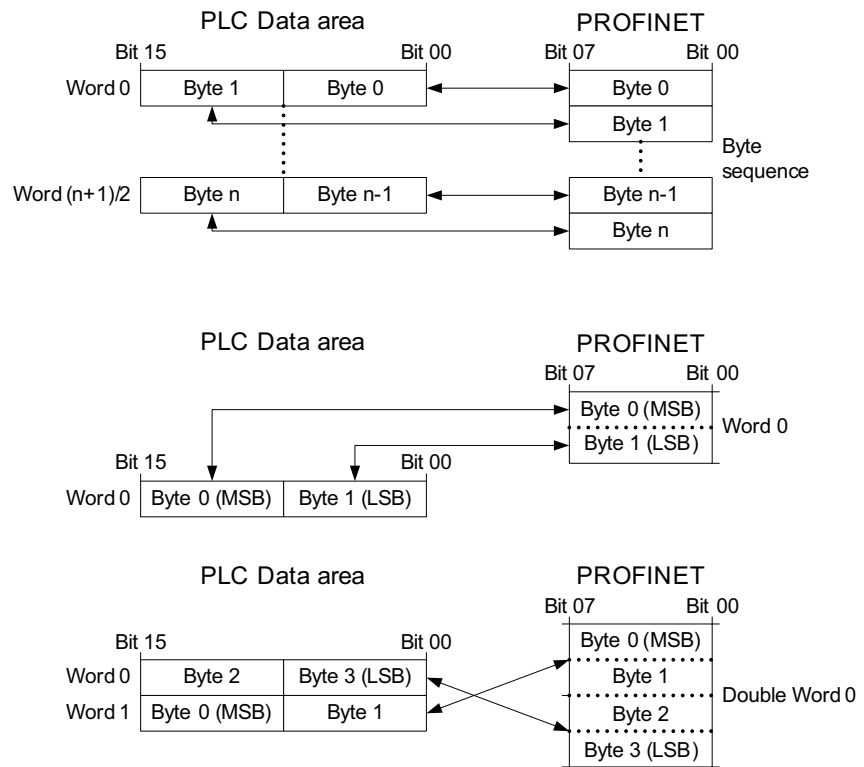 PLC Data area PROFINET
Bit 15 Bit 00 Bit 07 Bit 00
Word 0 Byte 1 Byte 0 Byte 0
Byte 1
Byte
sequence
Word (n+1)/2 Byte n Byte n-1 Byte n-1
Byte n
PLC Data area PROFINET
Bit 07 Bit 00
Byte 0 (MSB)
Word 0
Byte 1 (LSB)
Bit 15 Bit 00
Word 0 Byte 0 (MSB) Byte 1 (LSB)
PLC Data area PROFINET
Bit 07 Bit 00
Bit 15 Bit 00 Byte 0 (MSB)
Word 0 Byte 2 Byte 3 (LSB) Byte 1
Double Word 0
Word 1 Byte 0 (MSB) Byte 1 Byte 2
Byte 3 (LSB)